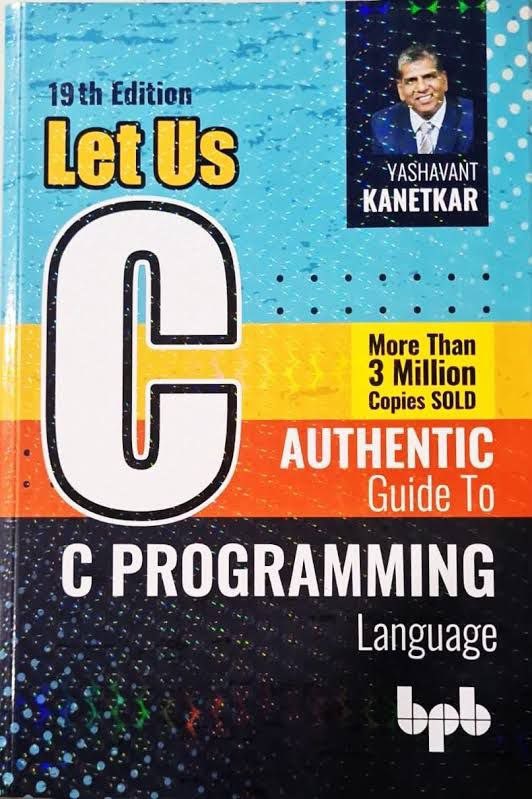 19th Edition
Let Us
C
YASHAVANT
KANETKAR
More Than
3 Million
Copies SOLD
AUTHENTIC
Guide To
C PROGRAMMING
Language
bpb